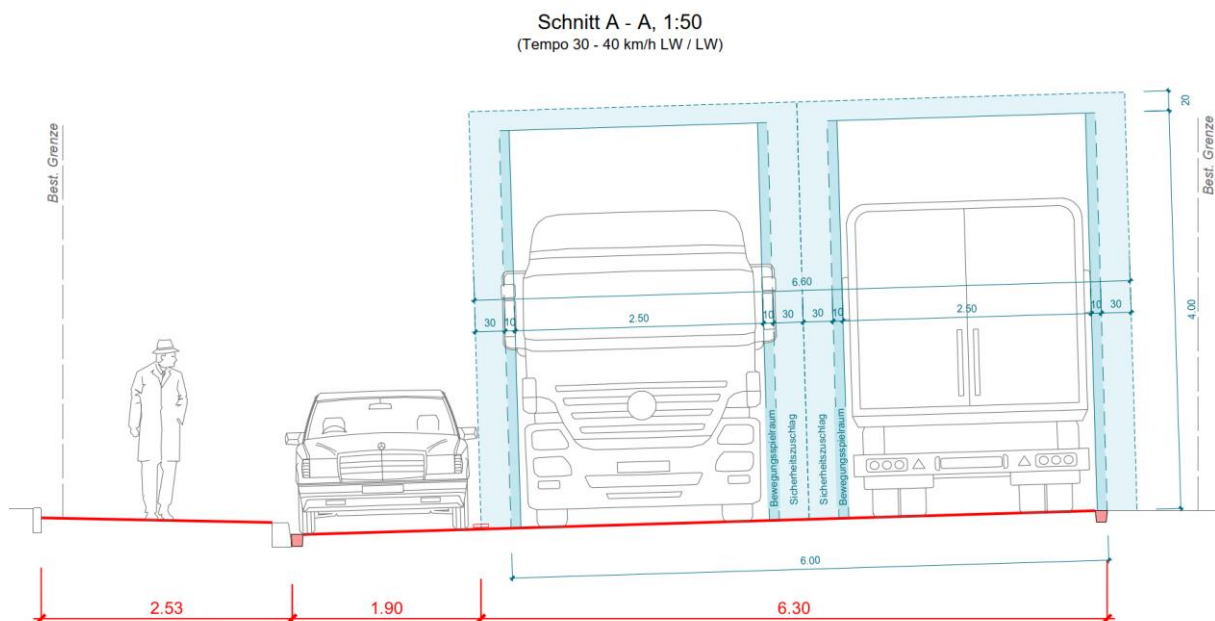 Schnitt A - A, 1:50
(Tempo 30 - 40 km/h LW / LW)
20
Best. Grenze
Best. Grenze
4.00
6.60
30
10
2.50
10
30
30
10
2.50
10
30
Bewegungsspielraum
Sicherheitszuschlag
Sicherheitszuschlag
Bewegungsspielraum
6.00
2.53
1.90
6.30